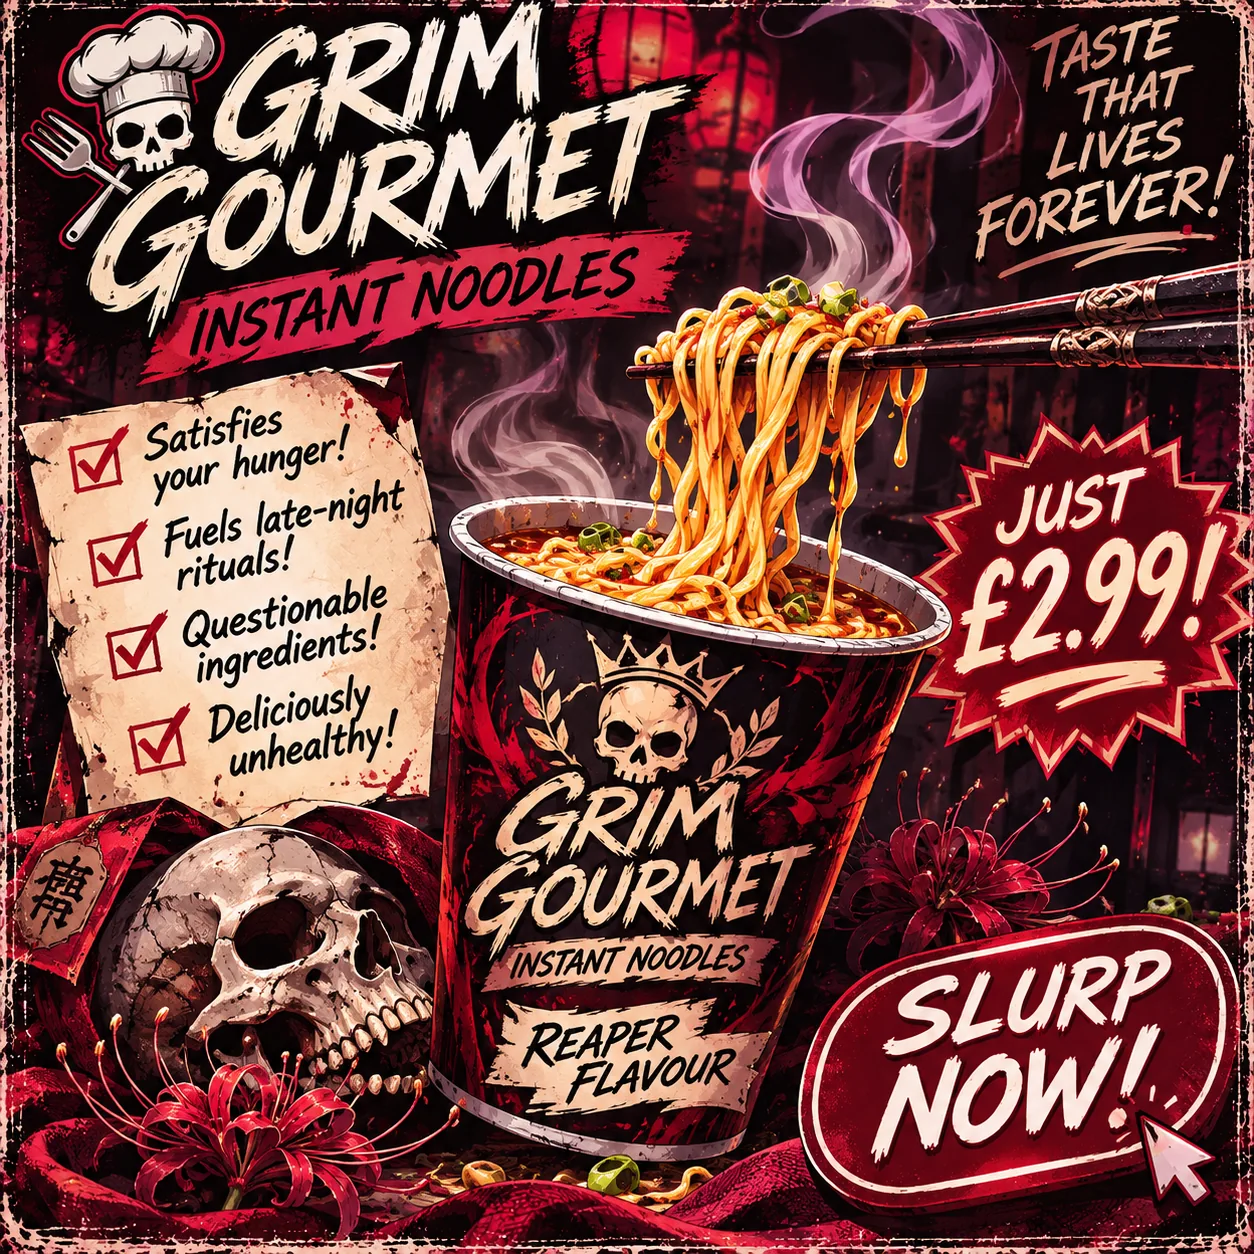 GRIM
GOURMET
INSTANT NOODLES
TASTE
THAT
LIVES
FOREVER!
Satisfies
your hunger!
Fuels late-night
rituals!
Questionable
ingredients!
Deliciously
unhealthy!
JUST
£2.99!
GRIM
GOURMET
INSTANT NOODLES
REAPER
FLAVOUR
SLURP
NOW!